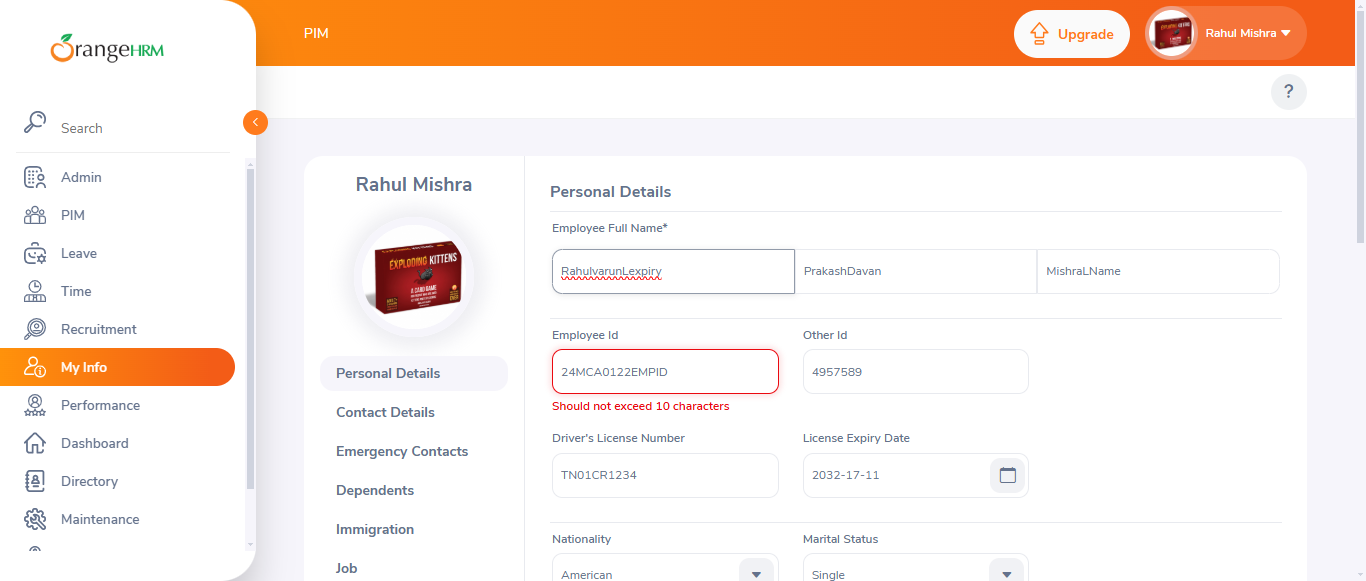 OrangeHRM
PIM
Upgrade
Rahul Mishra
?
Search
Admin
PIM
Leave
Time
Recruitment
My Info
Performance
Dashboard
Directory
Maintenance
Rahul Mishra
EXPLODING KITTENS
A CARD GAME
Personal Details
Contact Details
Emergency Contacts
Dependents
Immigration
Job
Personal Details
Employee Full Name*
RahulvarunLexpiry PrakashDavan MishraLName
Employee Id Other Id
24MCA0122EMPID 4957589
Should not exceed 10 characters
Driver's License Number License Expiry Date
TN01CR1234 2032-17-11
Nationality Marital Status
American Single